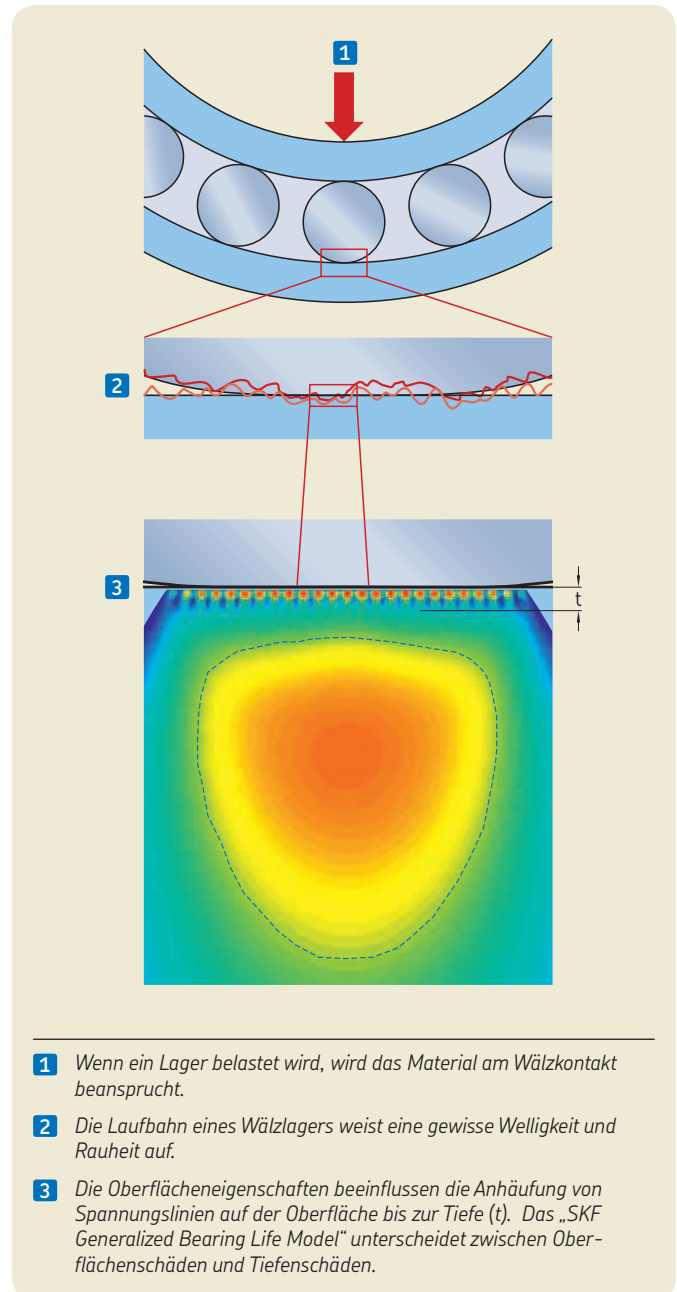 1
2
3
t
1 Wenn ein Lager belastet wird, wird das Material am Wälzkontakt
beansprucht.
2 Die Laufbahn eines Wälzlagers weist eine gewisse Welligkeit und
Rauheit auf.
3 Die Oberflächeneigenschaften beeinflussen die Anhäufung von
Spannungslinien auf der Oberfläche bis zur Tiefe (t). Das „SKF
Generalized Bearing Life Model“ unterscheidet zwischen Ober-
flächenschäden und Tiefenschäden.